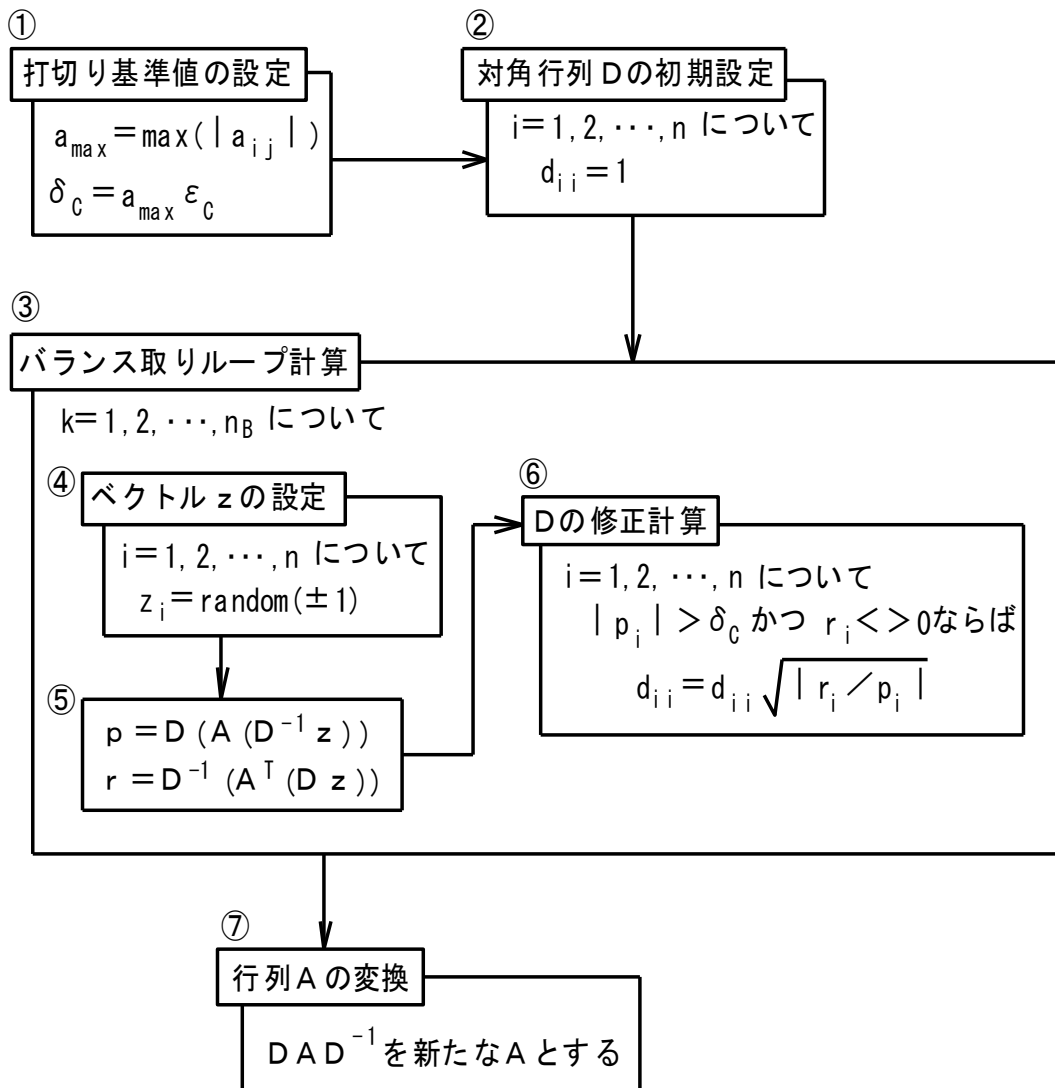 ①
打切り基準値の設定
a_max＝max(｜a_ij｜)
δ_C＝a_max ε_C
②
対角行列Dの初期設定
i＝1,2,･･･,n について
d_ii＝1
③
バランス取りループ計算
k＝1,2,･･･,n_B について
④
ベクトルzの設定
i＝1,2,･･･,n について
z_i＝random(±1)
⑤
p＝D(A(D^-1 z))
r＝D^-1(A^T(D z))
⑥
Dの修正計算
i＝1,2,･･･,n について
｜p_i｜＞δ_C かつ r_i＜＞0ならば
d_ii＝d_ii√｜r_i／p_i｜
⑦
行列Aの変換
DAD^-1を新たなAとする